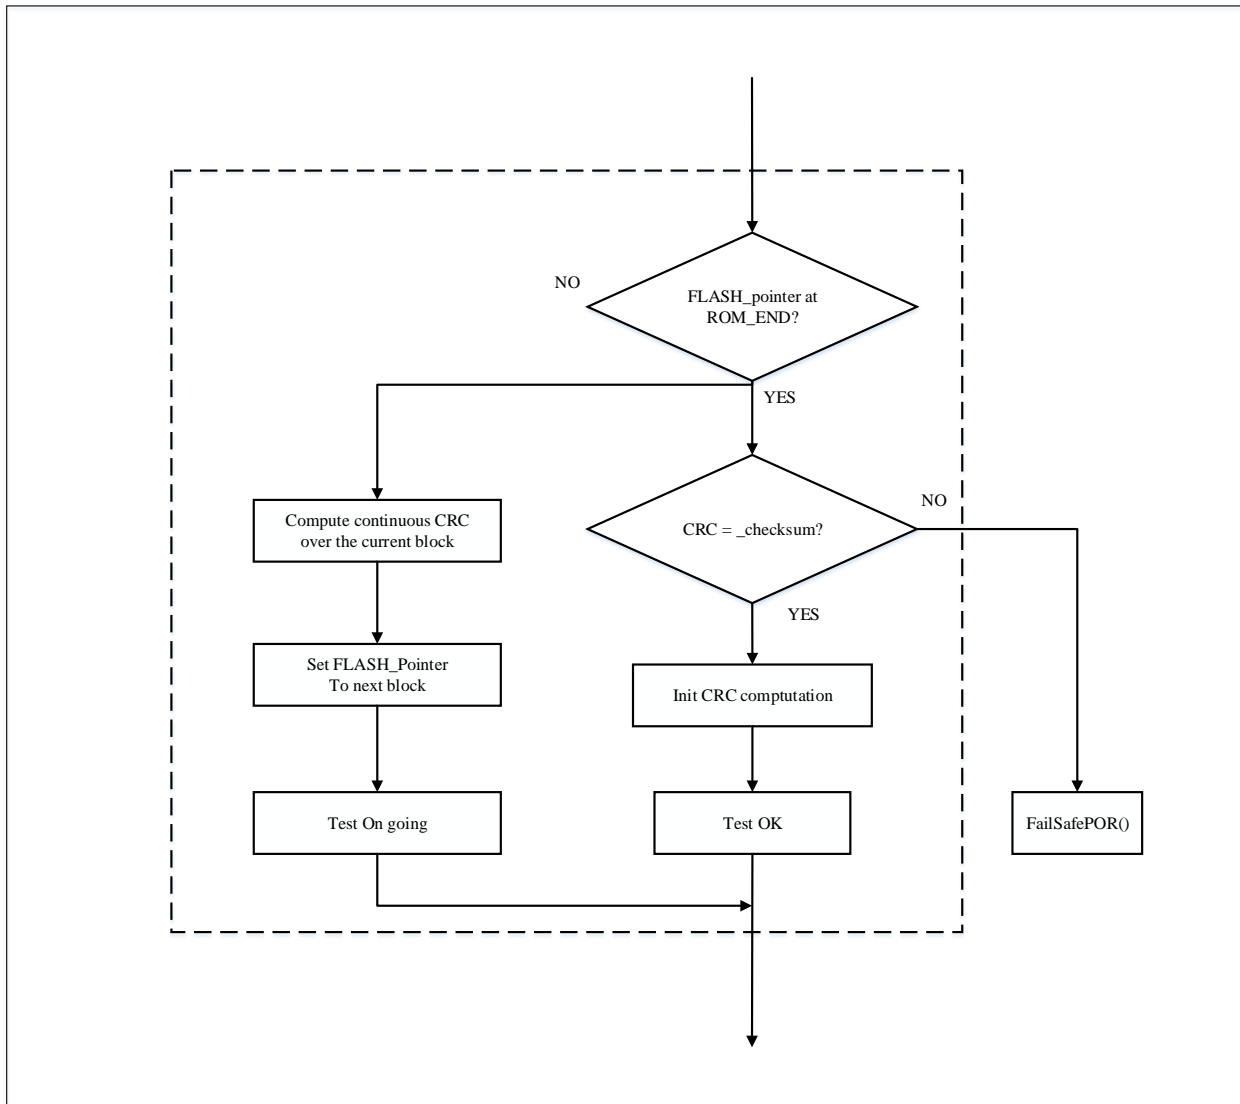 NO
FLASH_pointer at
ROM_END?
YES
Compute continuous CRC
over the current block
CRC = _checksum?
NO
YES
Set FLASH_Pointer
To next block
Init CRC comptutation
Test On going
Test OK
FailSafePOR()